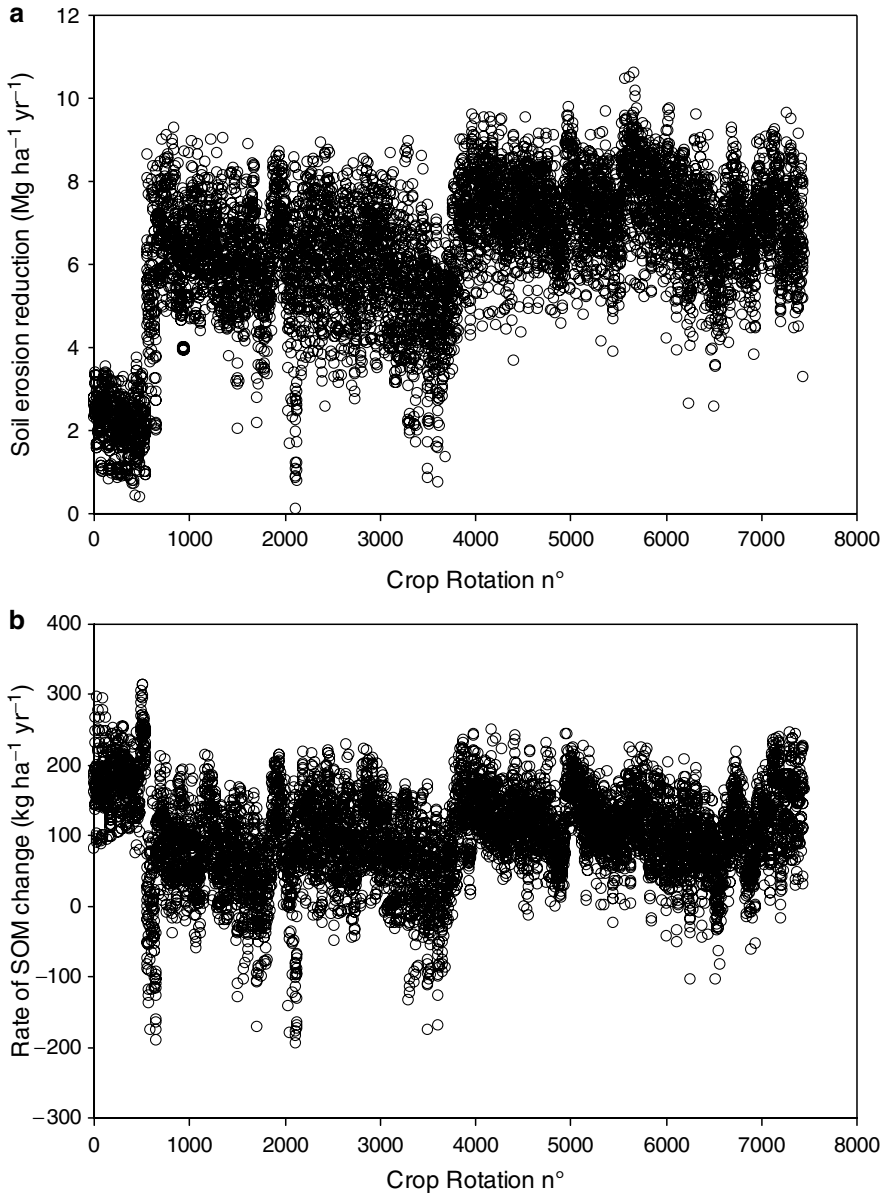 a
Soil erosion reduction (Mg ha⁻¹ yr⁻¹)
12
10
8
6
4
2
0
0 1000 2000 3000 4000 5000 6000 7000 8000
Crop Rotation n°
b
Rate of SOM change (kg ha⁻¹ yr⁻¹)
400
300
200
100
0
−100
−200
−300
0 1000 2000 3000 4000 5000 6000 7000 8000
Crop Rotation n°